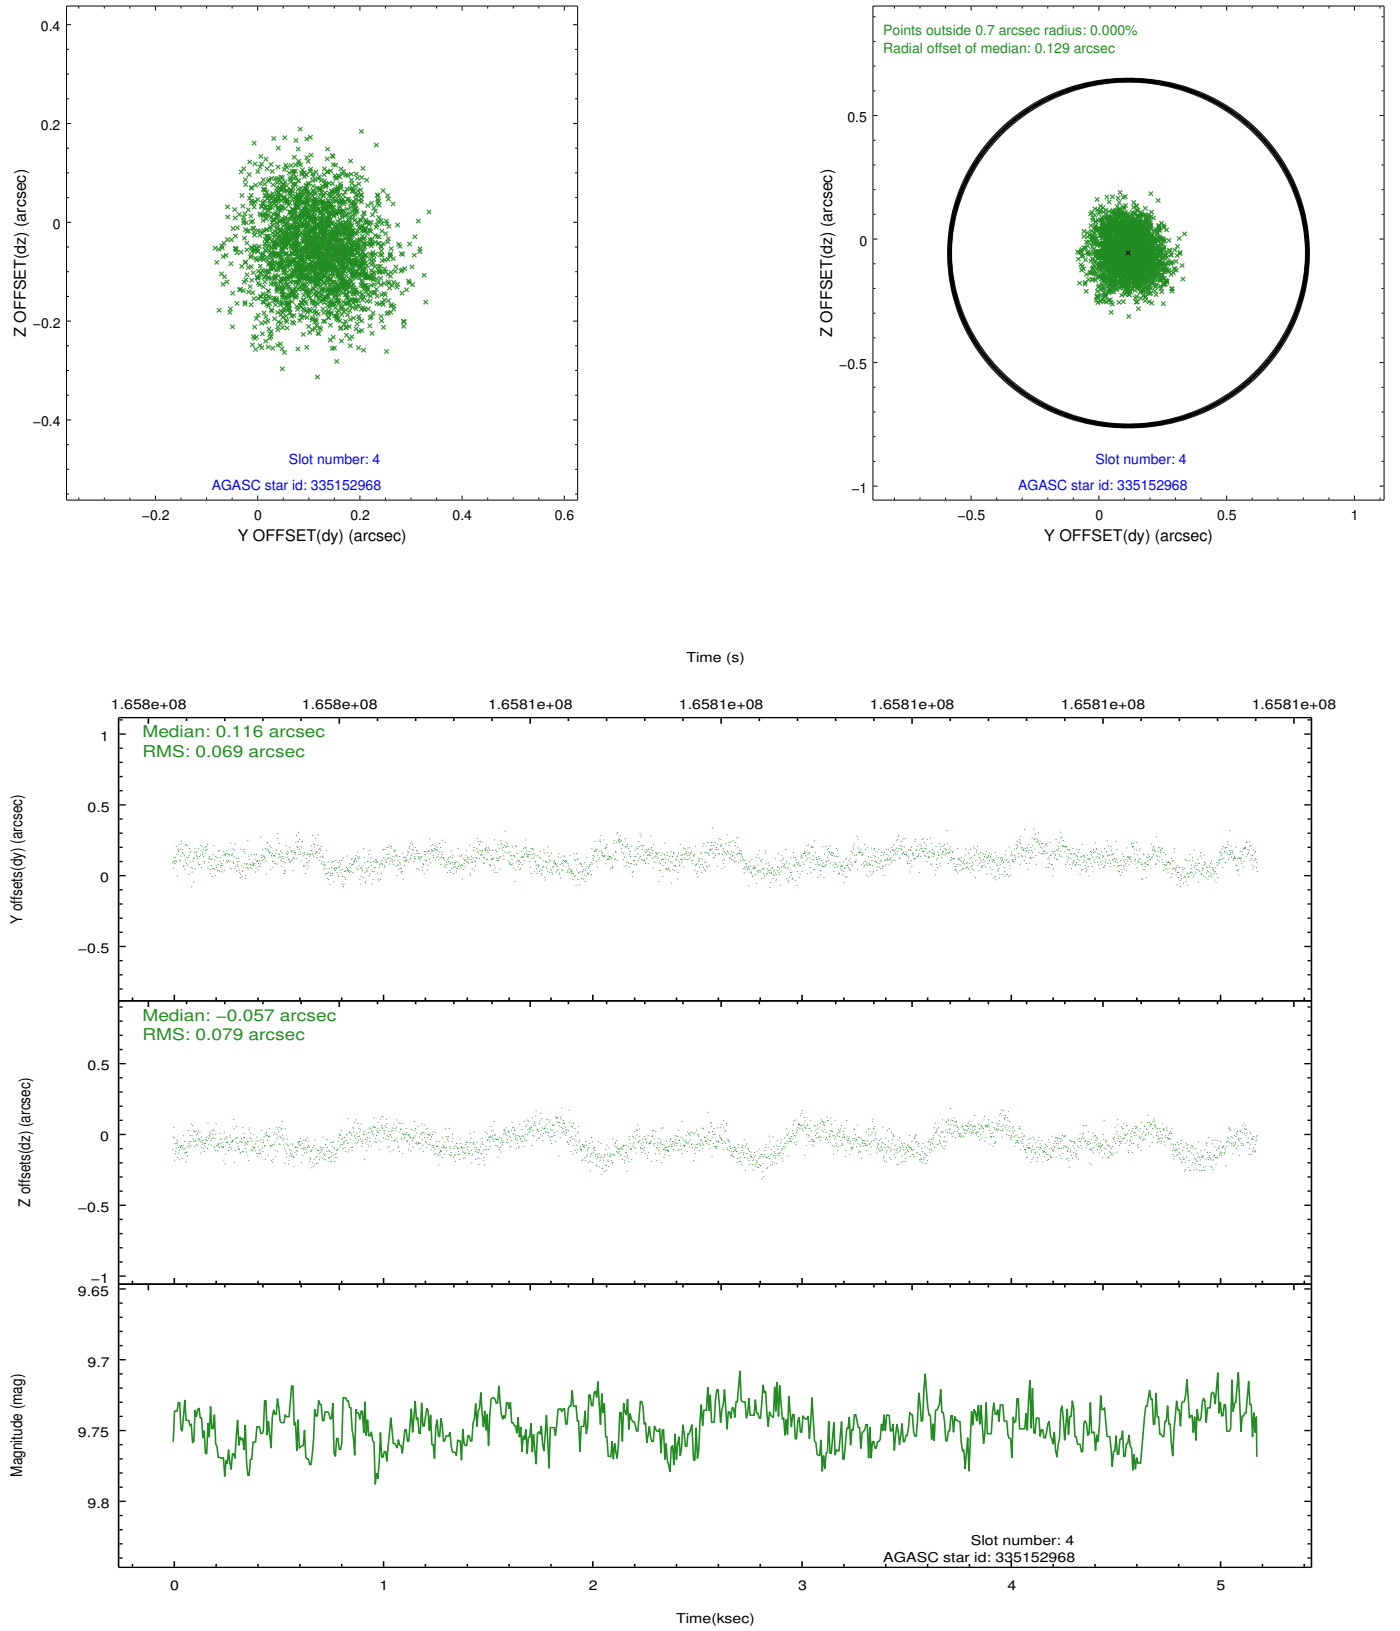 0.4
0.2
0
−0.2
−0.4
Z OFFSET(dz) (arcsec)
Slot number: 4
AGASC star id: 335152968
−0.2
0
0.2
0.4
0.6
Y OFFSET(dy) (arcsec)
Points outside 0.7 arcsec radius: 0.000%
Radial offset of median: 0.129 arcsec
0.5
0
−0.5
−1
Z OFFSET(dz) (arcsec)
Slot number: 4
AGASC star id: 335152968
−0.5
0
0.5
1
Y OFFSET(dy) (arcsec)
Time (s)
1.658e+08
1.658e+08
1.6581e+08
1.6581e+08
1.6581e+08
1.6581e+08
1.6581e+08
Median: 0.116 arcsec
RMS: 0.069 arcsec
1
0.5
0
−0.5
Y offsets(dy) (arcsec)
Median: −0.057 arcsec
RMS: 0.079 arcsec
0.5
0
−0.5
−1
Z offsets(dz) (arcsec)
9.65
9.7
9.75
9.8
Magnitude (mag)
Slot number: 4
AGASC star id: 335152968
0
1
2
3
4
5
Time(ksec)